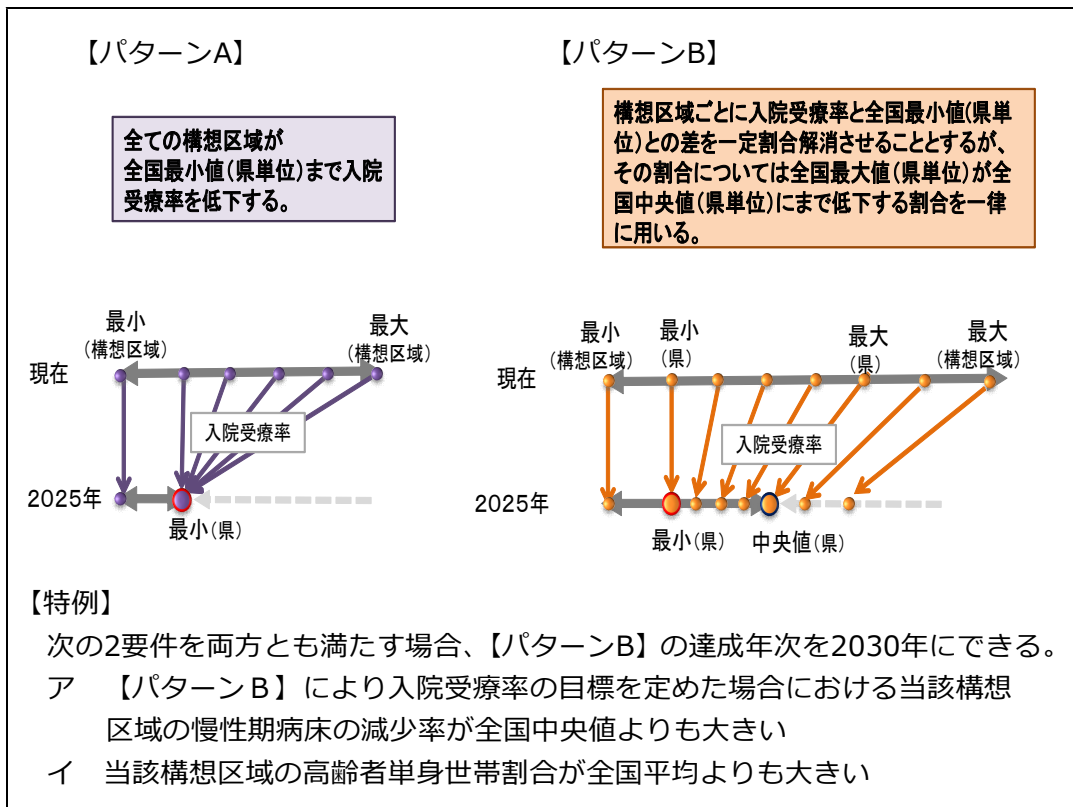 【パターンA】
全ての構想区域が
全国最小値(県単位)まで入院
受療率を低下する。
最小
(構想区域)
最大
(構想区域)
現在
入院受療率
2025年
最小(県)
【パターンB】
構想区域ごとに入院受療率と全国最小値(県単
位)との差を一定割合解消させることとするが、
その割合については全国最大値(県単位)が全
国中央値(県単位)にまで低下する割合を一律
に用いる。
最小
(構想区域)
最小
(県)
最大
(県)
最大
(構想区域)
現在
入院受療率
2025年
最小(県)
中央値(県)
【特例】
次の2要件を両方とも満たす場合、【パターンB】の達成年次を2030年にできる。
ア 【パターンB】により入院受療率の目標を定めた場合における当該構想
区域の慢性期病床の減少率が全国中央値よりも大きい
イ 当該構想区域の高齢者単身世帯割合が全国平均よりも大きい